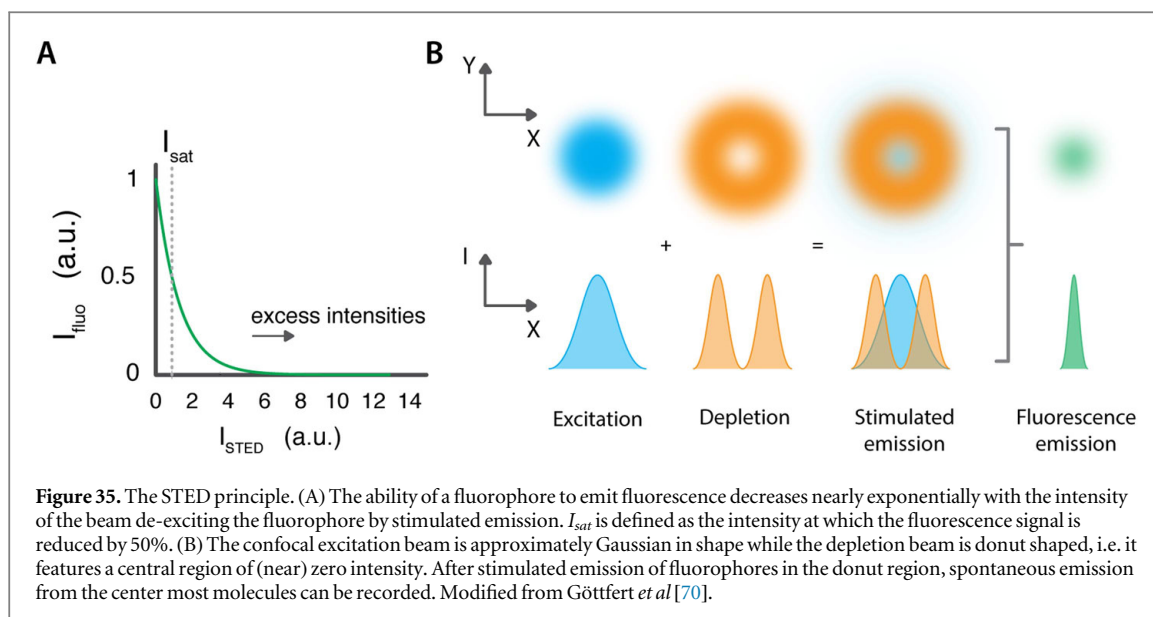 A
B
I_sat
1
0.5
0
I_fluo (a.u.)
excess intensities
0 2 4 6 8 10 12 14
I_STED (a.u.)
Y
X
I
X
+
=
Excitation
Depletion
Stimulated
emission
Fluorescence
emission
Figure 35. The STED principle. (A) The ability of a fluorophore to emit fluorescence decreases nearly exponentially with the intensity
of the beam de-exciting the fluorophore by stimulated emission. I_sat is defined as the intensity at which the fluorescence signal is
reduced by 50%. (B) The confocal excitation beam is approximately Gaussian in shape while the depletion beam is donut shaped, i.e. it
features a central region of (near) zero intensity. After stimulated emission of fluorophores in the donut region, spontaneous emission
from the center most molecules can be recorded. Modified from Göttfert et al [70].